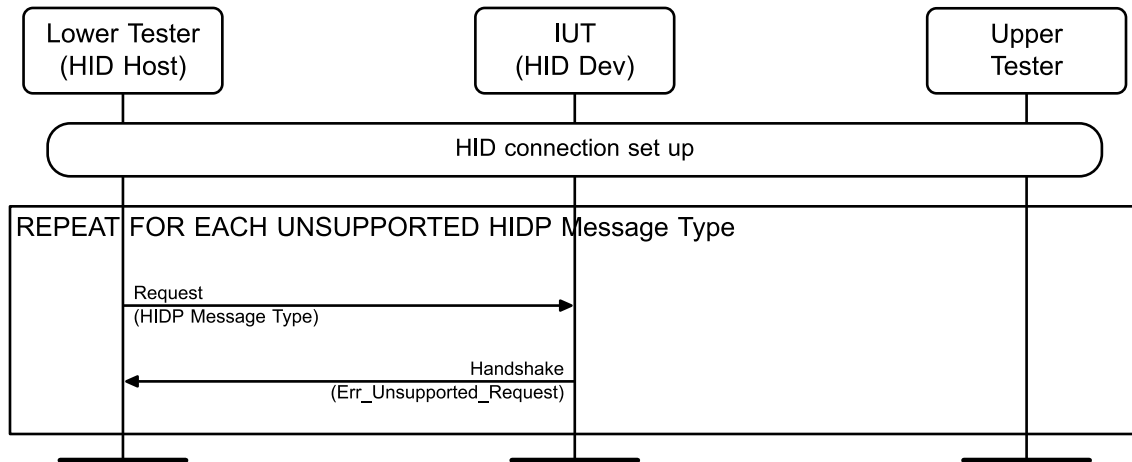 Lower Tester
(HID Host)
IUT
(HID Dev)
Upper
Tester
HID connection set up
REPEAT FOR EACH UNSUPPORTED HIDP Message Type
Request
(HIDP Message Type)
Handshake
(Err_Unsupported_Request)